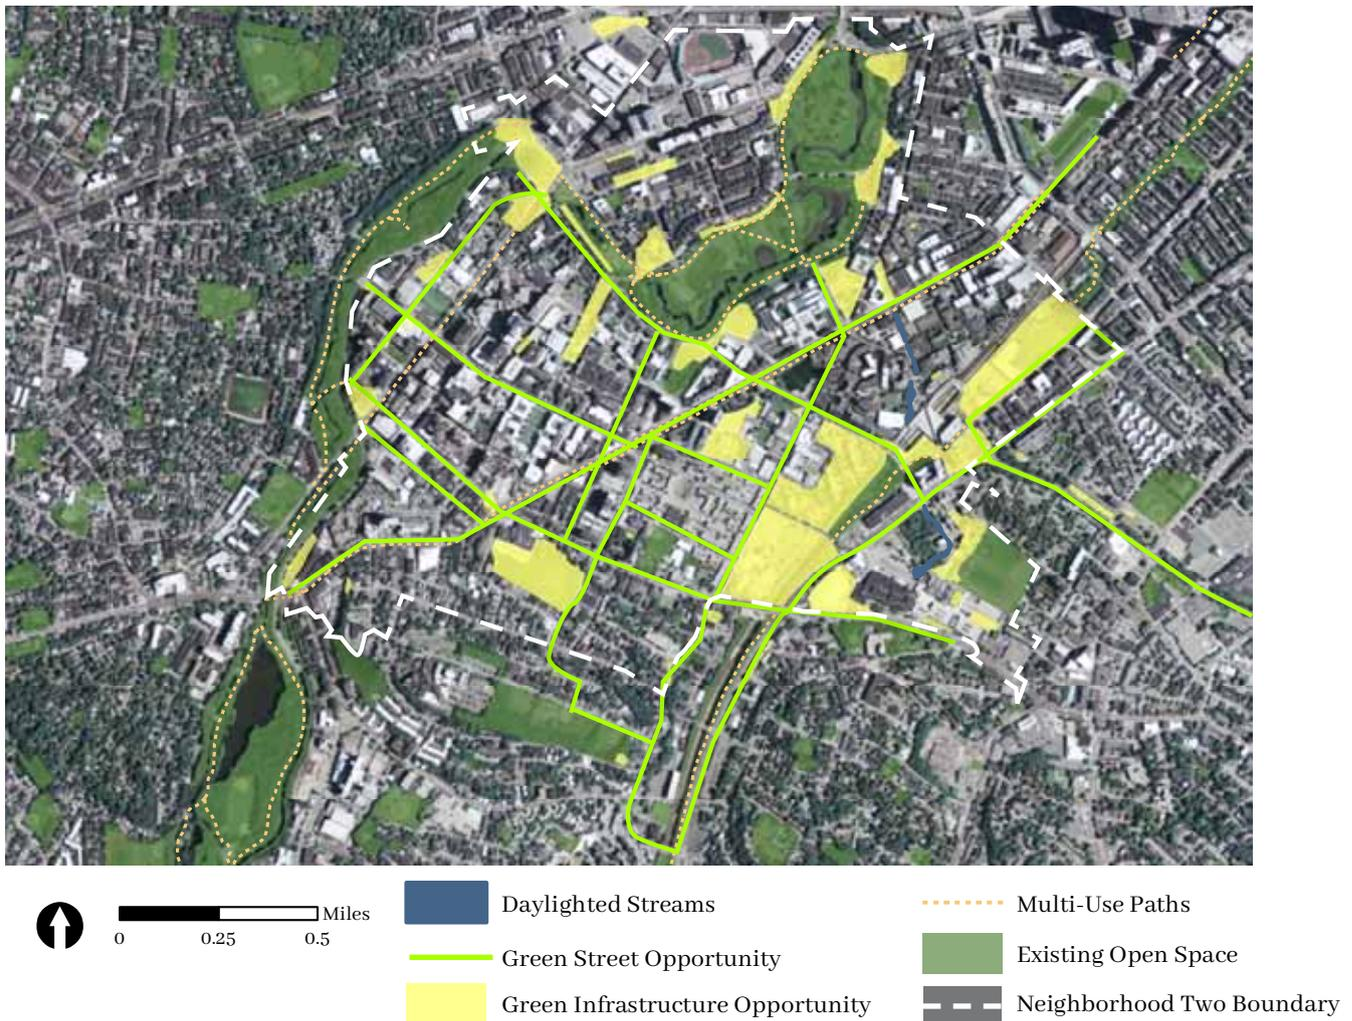 Miles
0 0.25 0.5
Daylighted Streams
Green Street Opportunity
Green Infrastructure Opportunity
Multi-Use Paths
Existing Open Space
Neighborhood Two Boundary